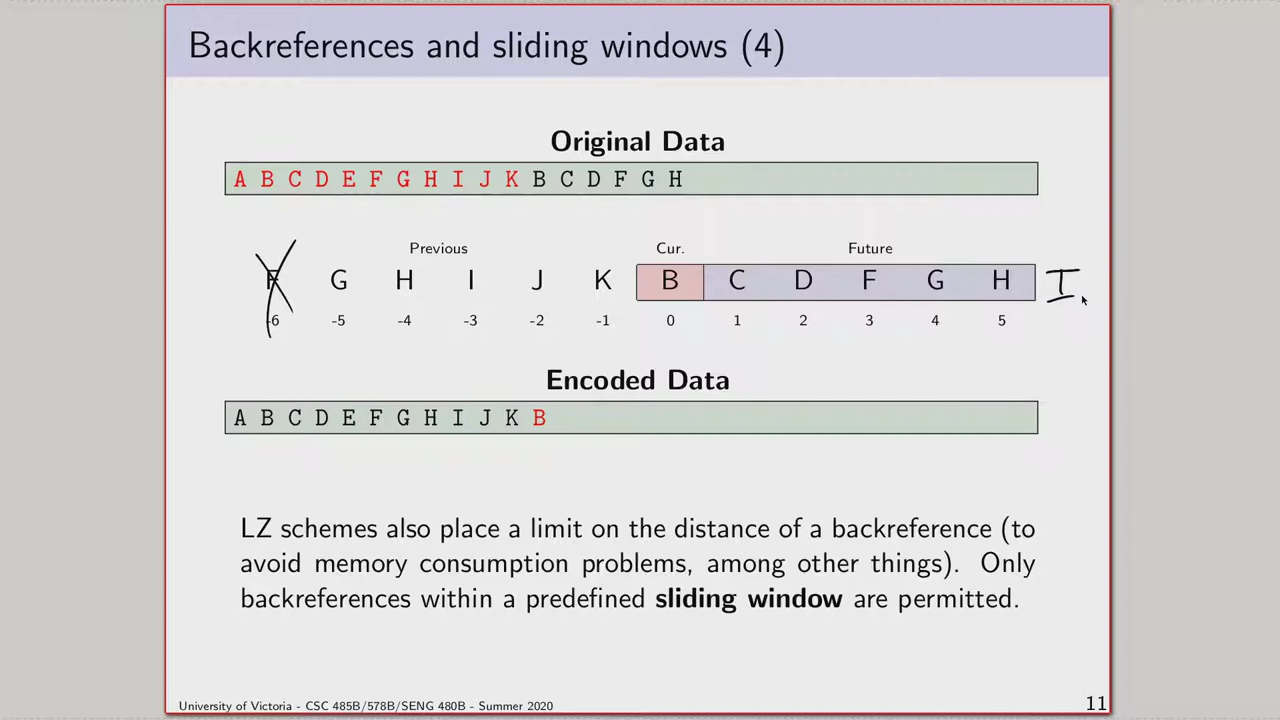 Backreferences and sliding windows (4)
Original Data
A B C D E F G H I J K B C D F G H
Previous Cur. Future
F G H I J K B C D F G H I
-6 -5 -4 -3 -2 -1 0 1 2 3 4 5
Encoded Data
A B C D E F G H I J K B
LZ schemes also place a limit on the distance of a backreference (to
avoid memory consumption problems, among other things). Only
backreferences within a predefined sliding window are permitted.
University of Victoria - CSC 485B/578B/SENG 480B - Summer 2020 11